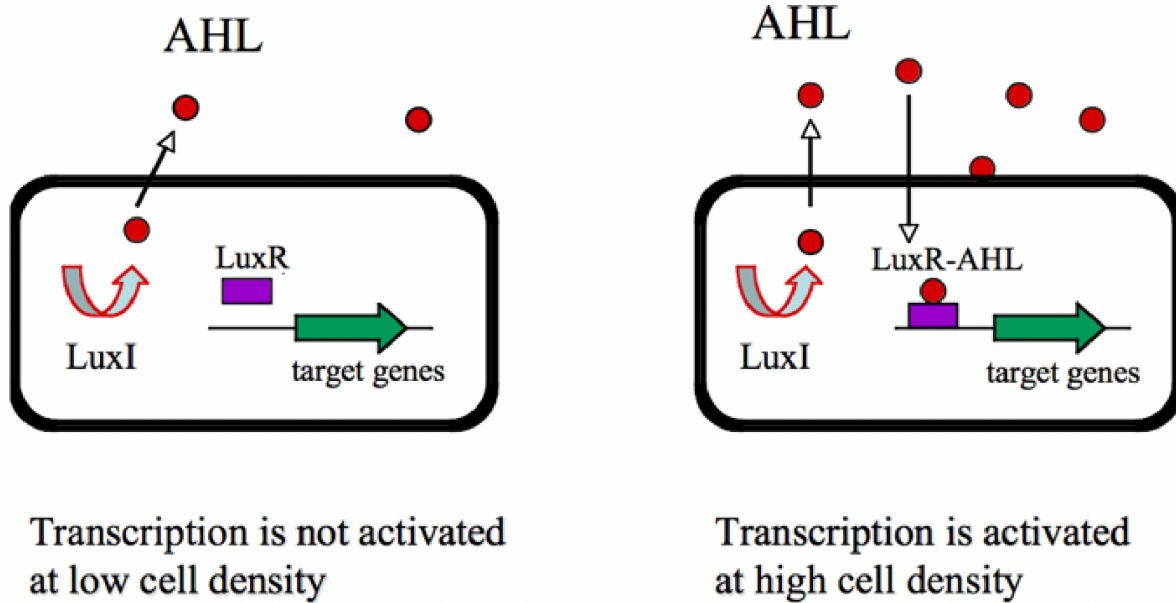 AHL
LuxR
LuxI
target genes
Transcription is not activated
at low cell density
AHL
LuxR-AHL
LuxI
target genes
Transcription is activated
at high cell density